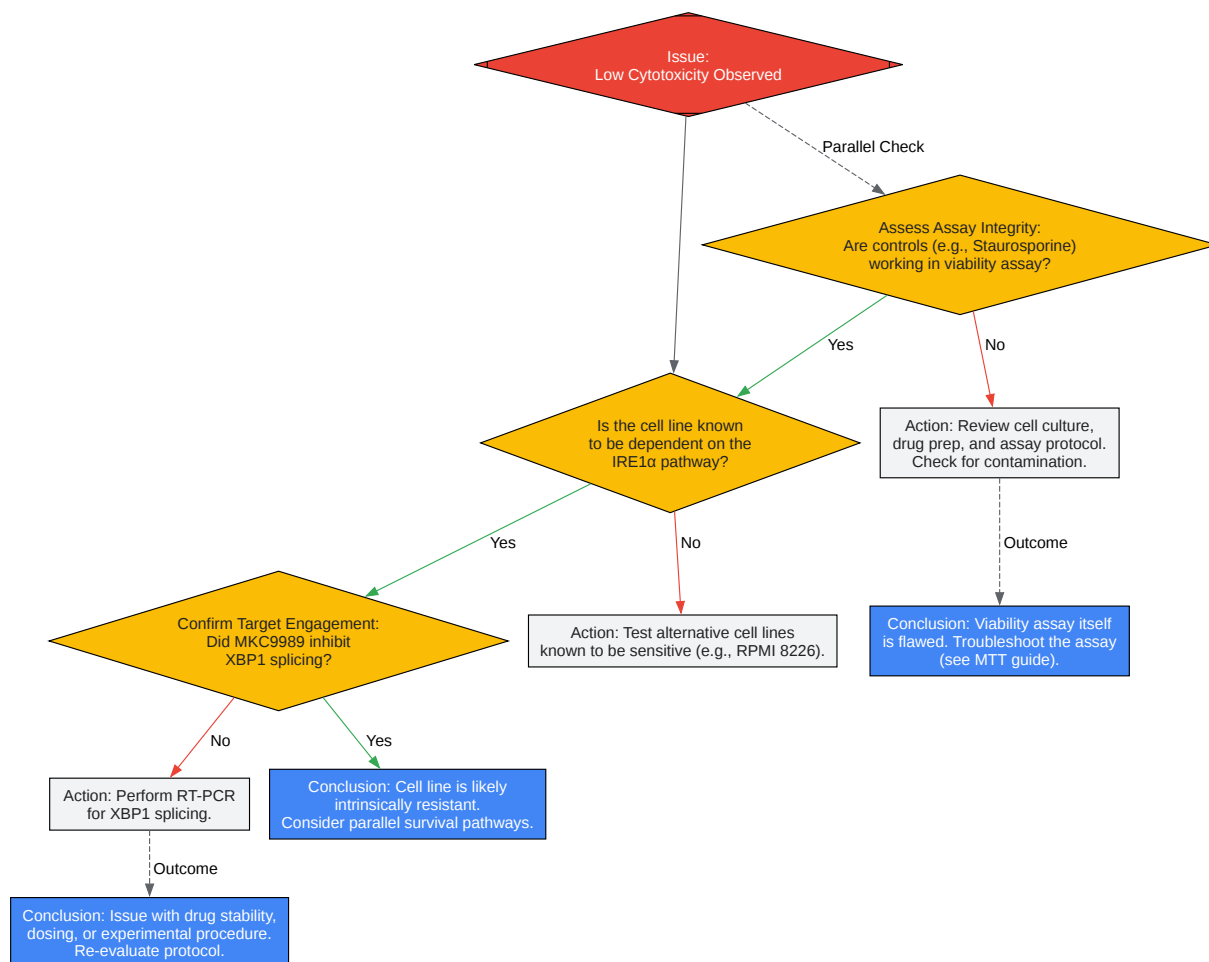 Issue:
Low Cytotoxicity Observed
Parallel Check
Assess Assay Integrity:
Are controls (e.g., Staurosporine)
working in viability assay?
Yes
No
Is the cell line known
to be dependent on the
IRE1α pathway?
Action: Review cell culture,
drug prep, and assay protocol.
Check for contamination.
Yes
No
Outcome
Confirm Target Engagement:
Did MKC9989 inhibit
XBP1 splicing?
Action: Test alternative cell lines
known to be sensitive (e.g., RPMI 8226).
Conclusion: Viability assay itself
is flawed. Troubleshoot the assay
(see MTT guide).
No
Yes
Action: Perform RT-PCR
for XBP1 splicing.
Conclusion: Cell line is likely
intrinsically resistant.
Consider parallel survival pathways.
Outcome
Conclusion: Issue with drug stability,
dosing, or experimental procedure.
Re-evaluate protocol.